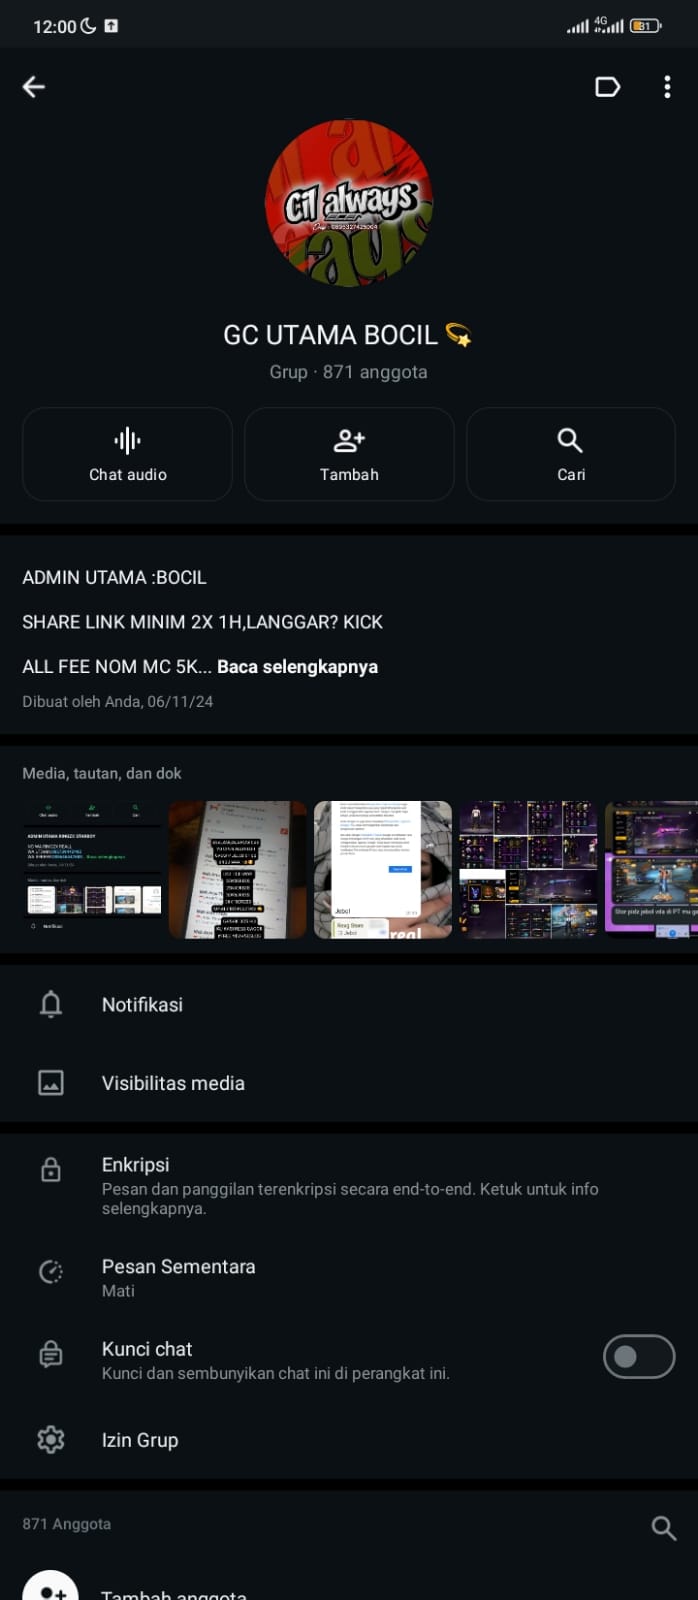 12:00
4G
31
Cil always
GC UTAMA BOCIL
Grup · 871 anggota
Chat audio
Tambah
Cari
ADMIN UTAMA :BOCIL
SHARE LINK MINIM 2X 1H,LANGGAR? KICK
ALL FEE NOM MC 5K... Baca selengkapnya
Dibuat oleh Anda, 06/11/24
Media, tautan, dan dok
Jebol
real
Notifikasi
Visibilitas media
Enkripsi
Pesan dan panggilan terenkripsi secara end-to-end. Ketuk untuk info
selengkapnya.
Pesan Sementara
Mati
Kunci chat
Kunci dan sembunyikan chat ini di perangkat ini.
Izin Grup
871 Anggota
Tambah anggota